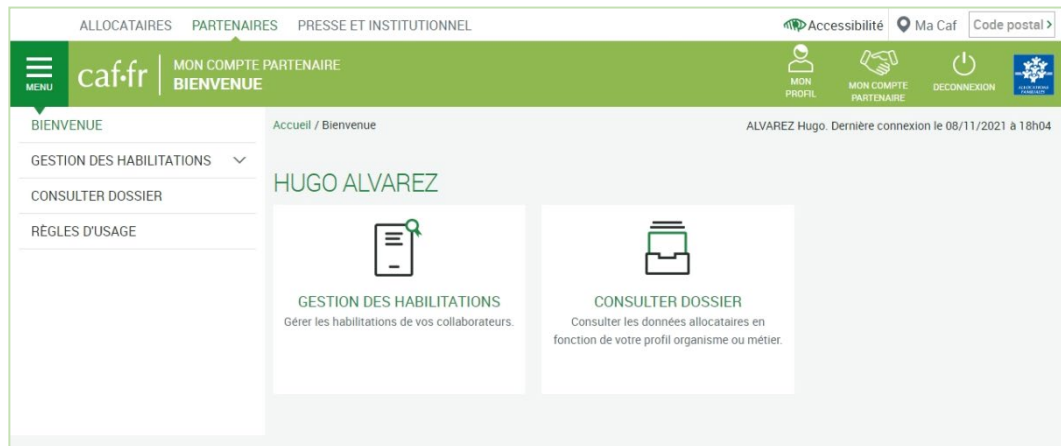 ALLOCATAIRES PARTENAIRES PRESSE ET INSTITUTIONNEL Accessibilité Ma Caf Code postal >
MENU caf.fr MON COMPTE PARTENAIRE
BIENVENUE
MON PROFIL
MON COMPTE PARTENAIRE
DECONNEXION
ALLOCATIONS FAMILIALES
BIENVENUE
GESTION DES HABILITATIONS
CONSULTER DOSSIER
RÈGLES D'USAGE
Accueil / Bienvenue ALVAREZ Hugo. Dernière connexion le 08/11/2021 à 18h04
HUGO ALVAREZ
GESTION DES HABILITATIONS
Gérer les habilitations de vos collaborateurs.
CONSULTER DOSSIER
Consulter les données allocataires en
fonction de votre profil organisme ou métier.